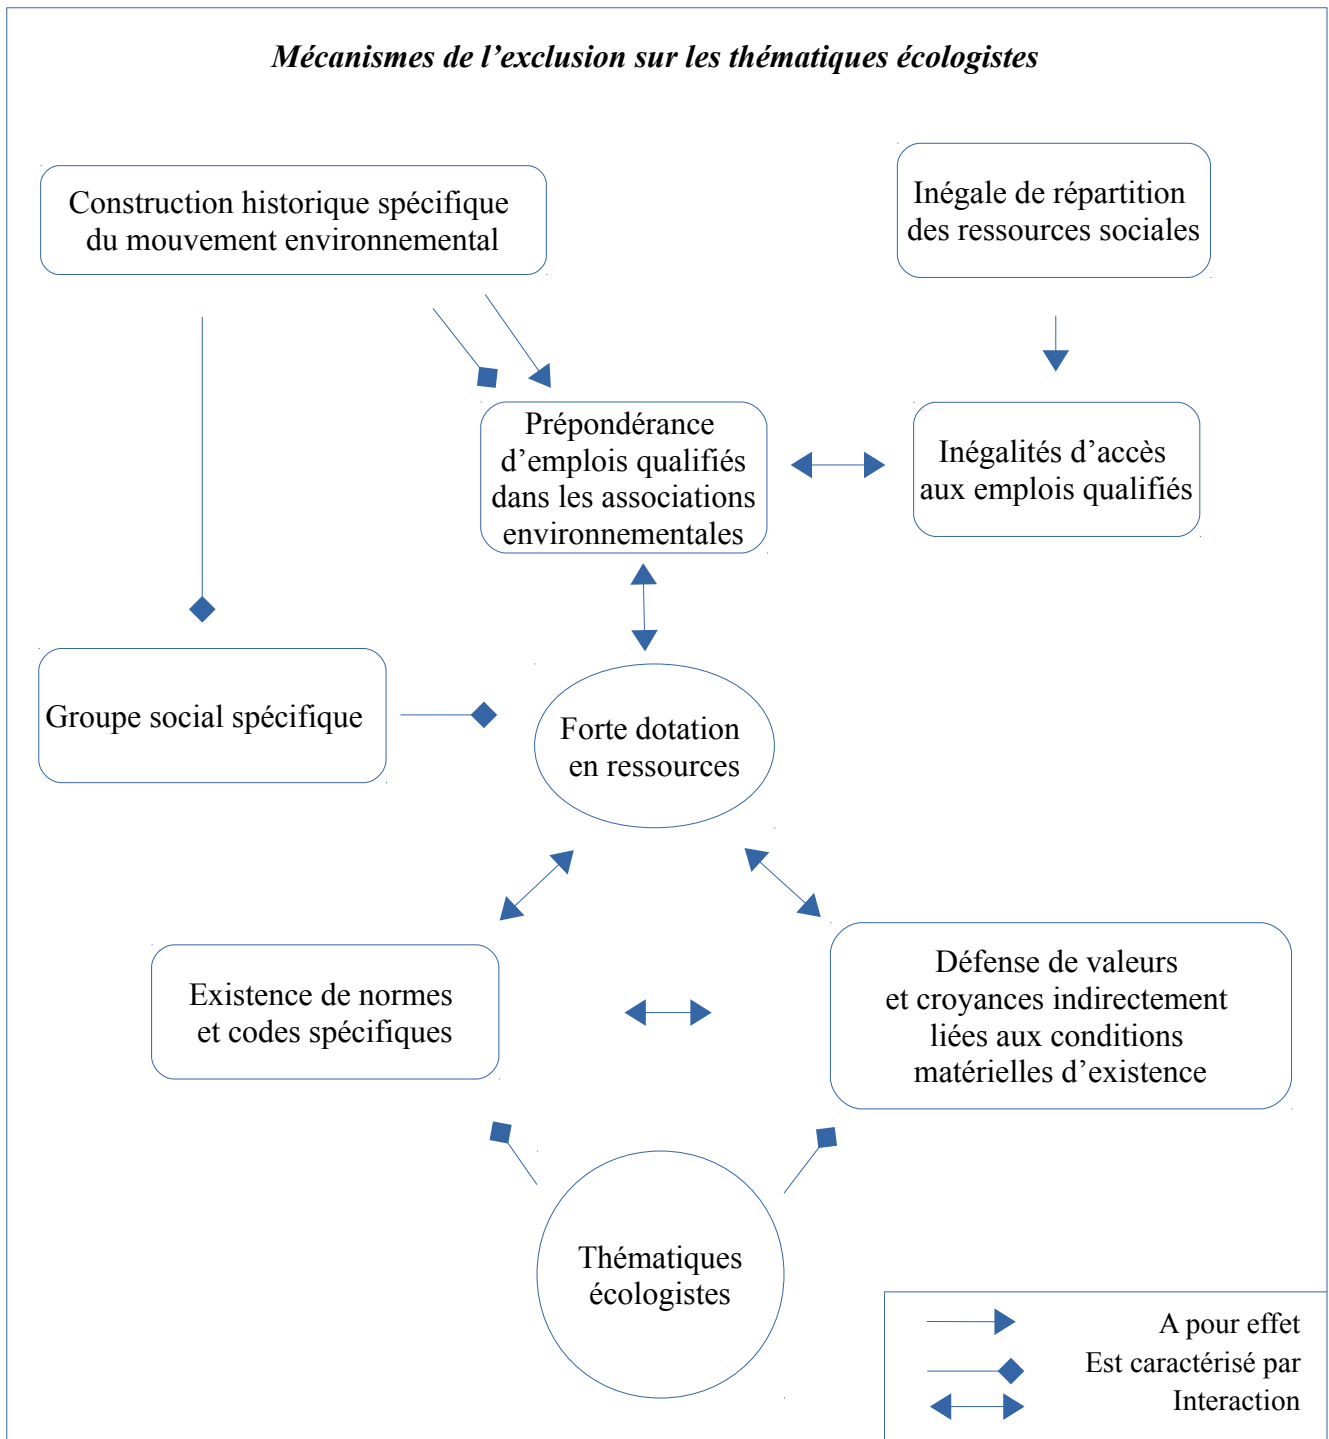 Mécanismes de l’exclusion sur les thématiques écologistes
Construction historique spécifique
du mouvement environnemental
Inégale de répartition
des ressources sociales
Prépondérance
d’emplois qualifiés
dans les associations
environnementales
Inégalités d’accès
aux emplois qualifiés
Groupe social spécifique
Forte dotation
en ressources
Existence de normes
et codes spécifiques
Défense de valeurs
et croyances indirectement
liées aux conditions
matérielles d’existence
Thématiques
écologistes
A pour effet
Est caractérisé par
Interaction